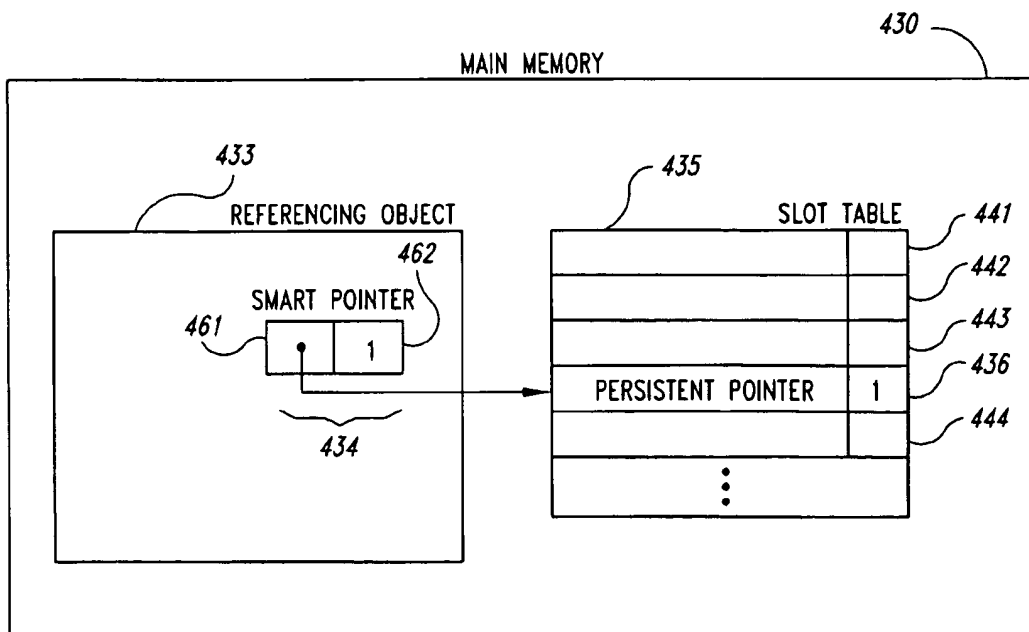 430
MAIN MEMORY
433
435
REFERENCING OBJECT
SLOT TABLE
441
462
442
SMART POINTER
461
443
1
436
PERSISTENT POINTER 1
434
444